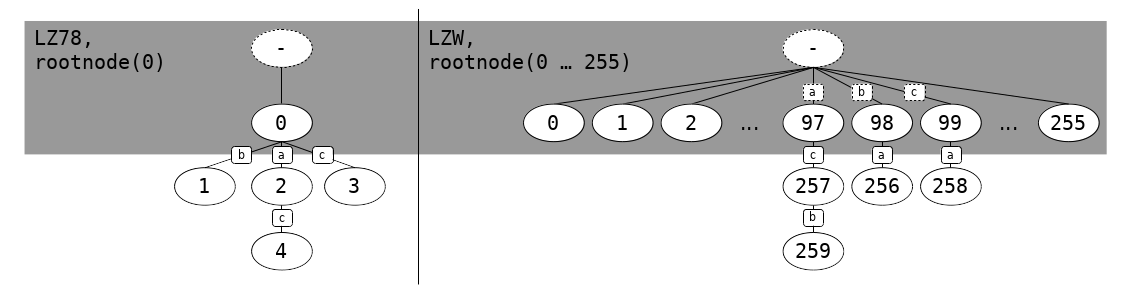 LZ78,
rootnode(0)
-
0
b a c
1 2 3
c
4
LZW,
rootnode(0 … 255)
-
a b c
0 1 2 ... 97 98 99 ... 255
c a a
257 256 258
b
259